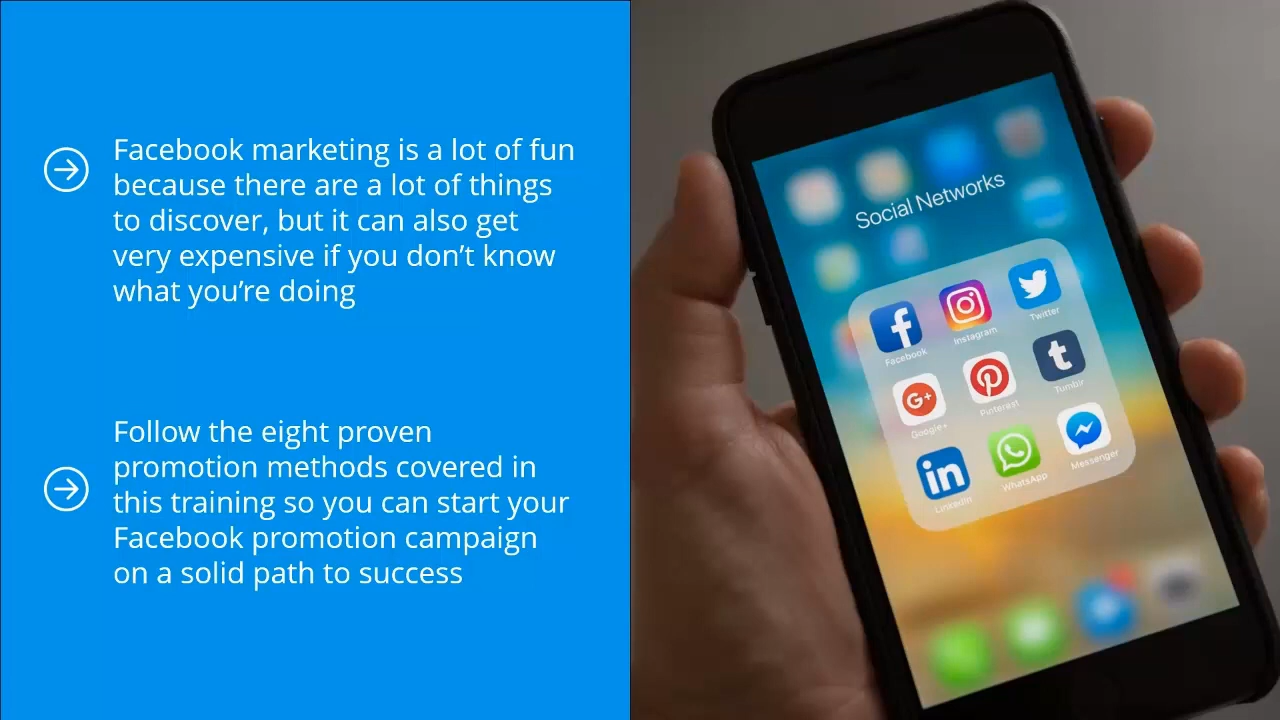 Facebook marketing is a lot of fun
because there are a lot of things
to discover, but it can also get
very expensive if you don’t know
what you’re doing
Follow the eight proven
promotion methods covered in
this training so you can start your
Facebook promotion campaign
on a solid path to success
Social Networks
Facebook
Instagram
Twitter
Google+
Pinterest
Tumblr
LinkedIn
WhatsApp
Messenger